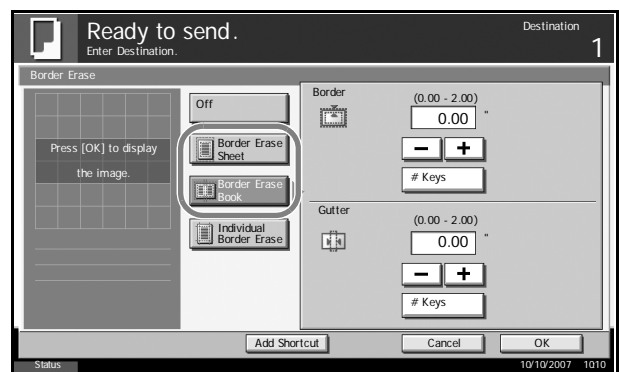 Ready to send.
Enter Destination.
Destination
1
Border Erase
Press [OK] to display
the image.
Off
Border Erase
Sheet
Border Erase
Book
Individual
Border Erase
Border
(0.00 - 2.00)
0.00 "
− +
# Keys
Gutter
(0.00 - 2.00)
0.00 "
− +
# Keys
Add Shortcut
Cancel
OK
Status
10/10/2007 1010